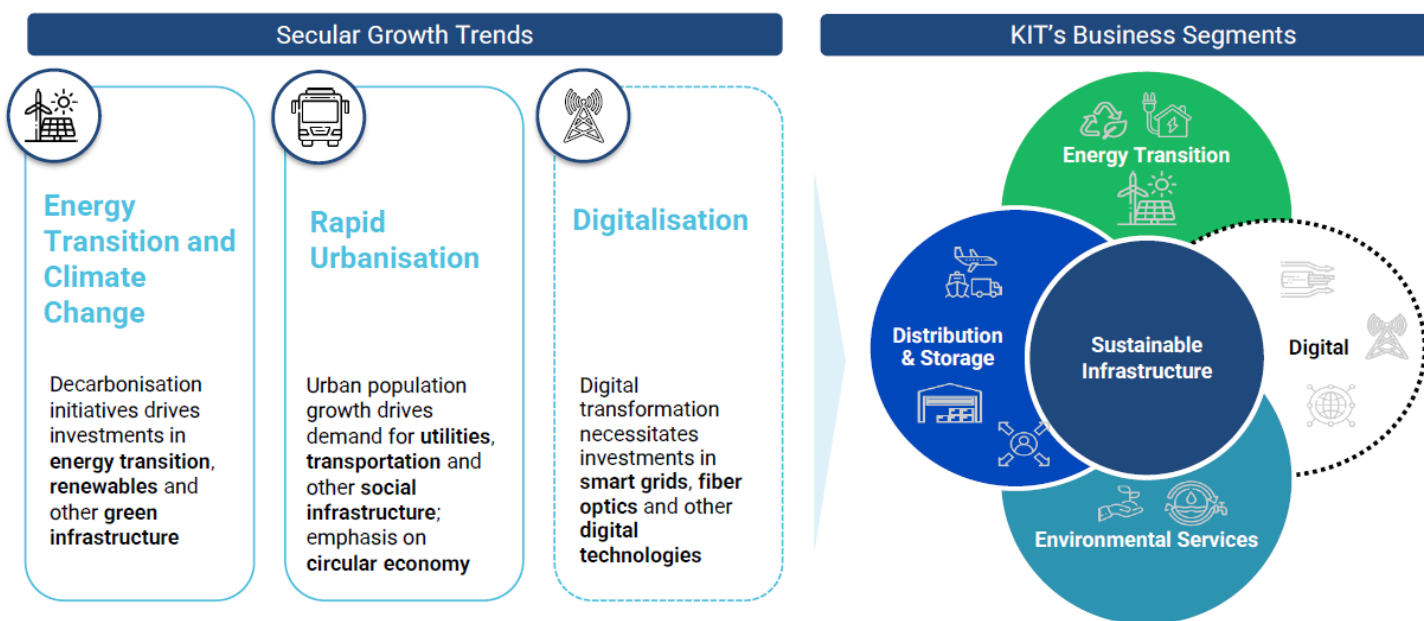 Secular Growth Trends
KIT's Business Segments
Energy
Transition and
Climate
Change
Decarbonisation
initiatives drives
investments in
energy transition,
renewables and
other green
infrastructure
Rapid
Urbanisation
Urban population
growth drives
demand for utilities,
transportation and
other social
infrastructure;
emphasis on
circular economy
Digitalisation
Digital
transformation
necessitates
investments in
smart grids, fiber
optics and other
digital
technologies
Energy Transition
Distribution
& Storage
Sustainable
Infrastructure
Digital
Environmental Services